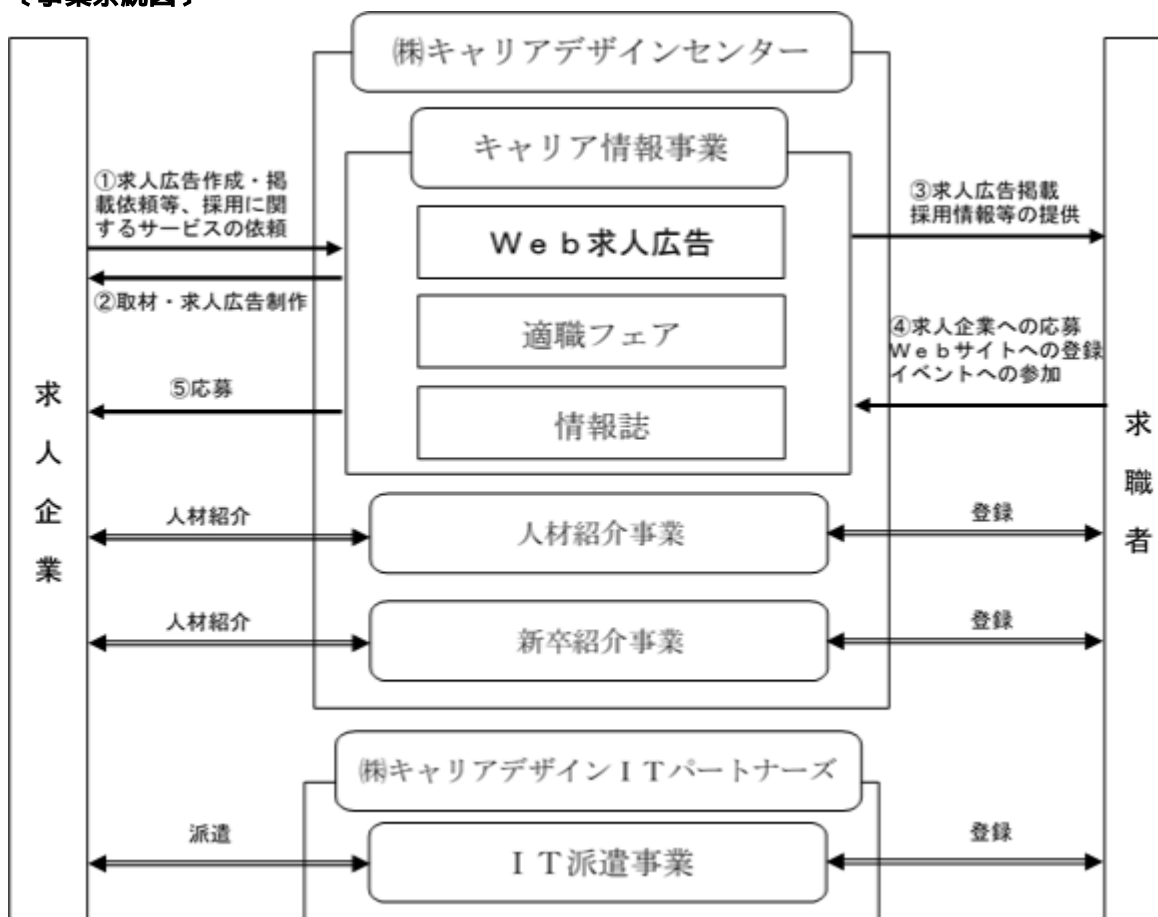 ㈱キャリアデザインセンター
キャリア情報事業
①求人広告作成・掲
載依頼等、採用に関
するサービスの依頼
③求人広告掲載
採用情報等の提供
Ｗｅｂ求人広告
②取材・求人広告制作
適職フェア
④求人企業への応募
Ｗｅｂサイトへの登録
イベントへの参加
⑤応募
情報誌
求人企業
求職者
人材紹介
人材紹介事業
登録
人材紹介
新卒紹介事業
登録
㈱キャリアデザインＩＴパートナーズ
派遣
ＩＴ派遣事業
登録